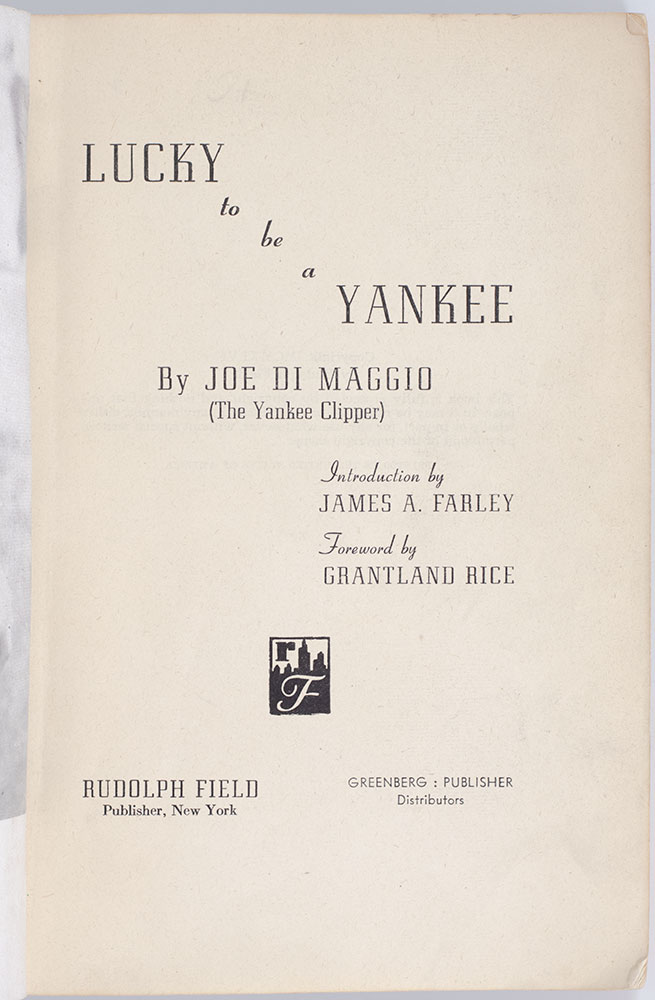 LUCKY
to
be
a
YANKEE
By JOE DI MAGGIO
(The Yankee Clipper)
Introduction by
JAMES A. FARLEY
Foreword by
GRANTLAND RICE
r
F
RUDOLPH FIELD
Publisher, New York
GREENBERG : PUBLISHER
Distributors